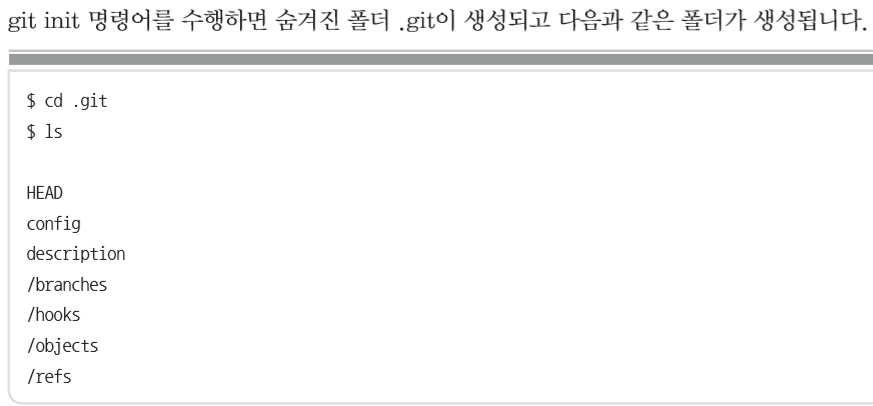 git init 명령어를 수행하면 숨겨진 폴더 .git이 생성되고 다음과 같은 폴더가 생성됩니다.
$ cd .git
$ ls
HEAD
config
description
/branches
/hooks
/objects
/refs